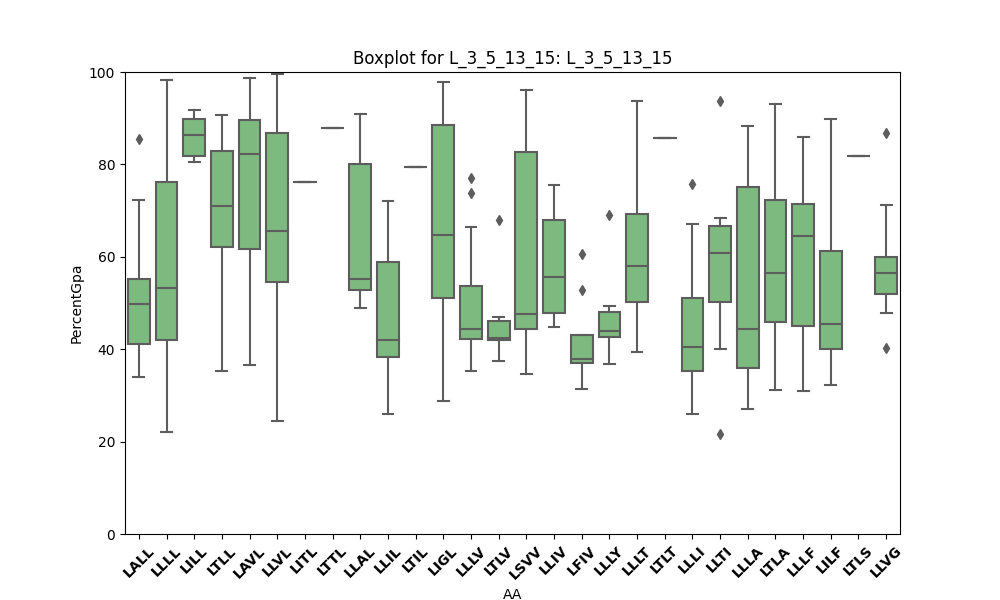 Boxplot for L_3_5_13_15: L_3_5_13_15
100
80
60
40
20
0
PercentGpa
LALL LLLL LILL LTLL LAVL LLVL LITL LTTL LLAL LLIL LTIL LIGL LLLV LTLV LSVV LLIV LFIV LLLY LLLT LTLT LLLI LLTI LLLA LTLA LLLF LILF LTLS LLVG
AA